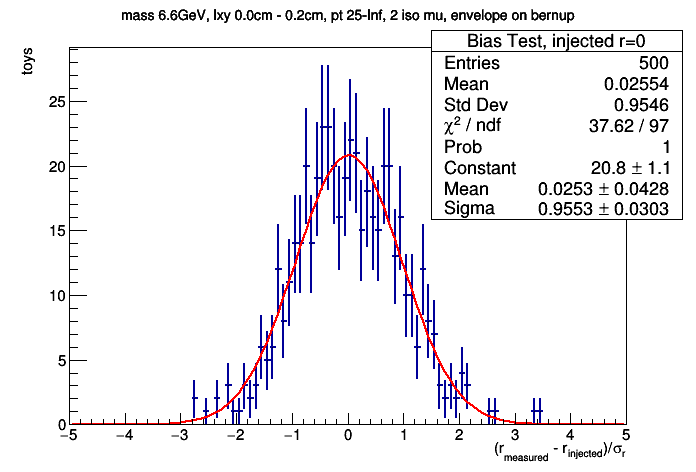 mass 6.6GeV, lxy 0.0cm - 0.2cm, pt 25-Inf, 2 iso mu, envelope on bernup
Bias Test, injected r=0
Entries 500
Mean 0.02554
Std Dev 0.9546
χ² / ndf 37.62 / 97
Prob 1
Constant 20.8 ± 1.1
Mean 0.0253 ± 0.0428
Sigma 0.9553 ± 0.0303
toys
25
20
15
10
5
0
−5 −4 −3 −2 −1 0 1 2 3 4 5
(r_measured - r_injected)/σ_r